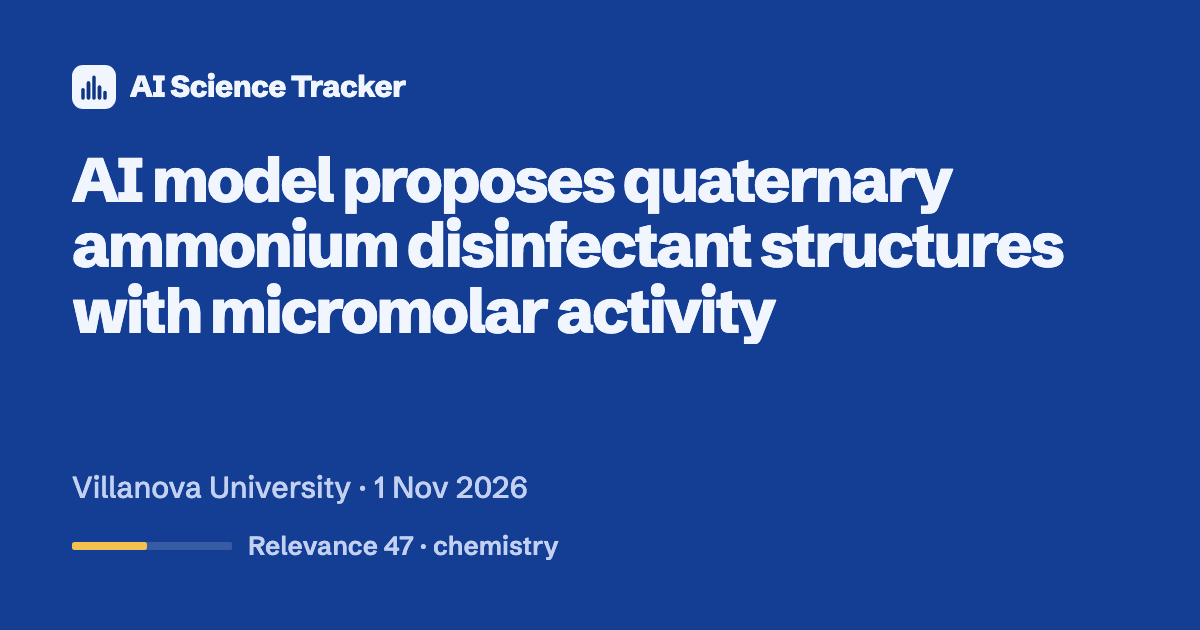 AI Science Tracker
AI model proposes quaternary
ammonium disinfectant structures
with micromolar activity
Villanova University · 1 Nov 2026
Relevance 47 · chemistry